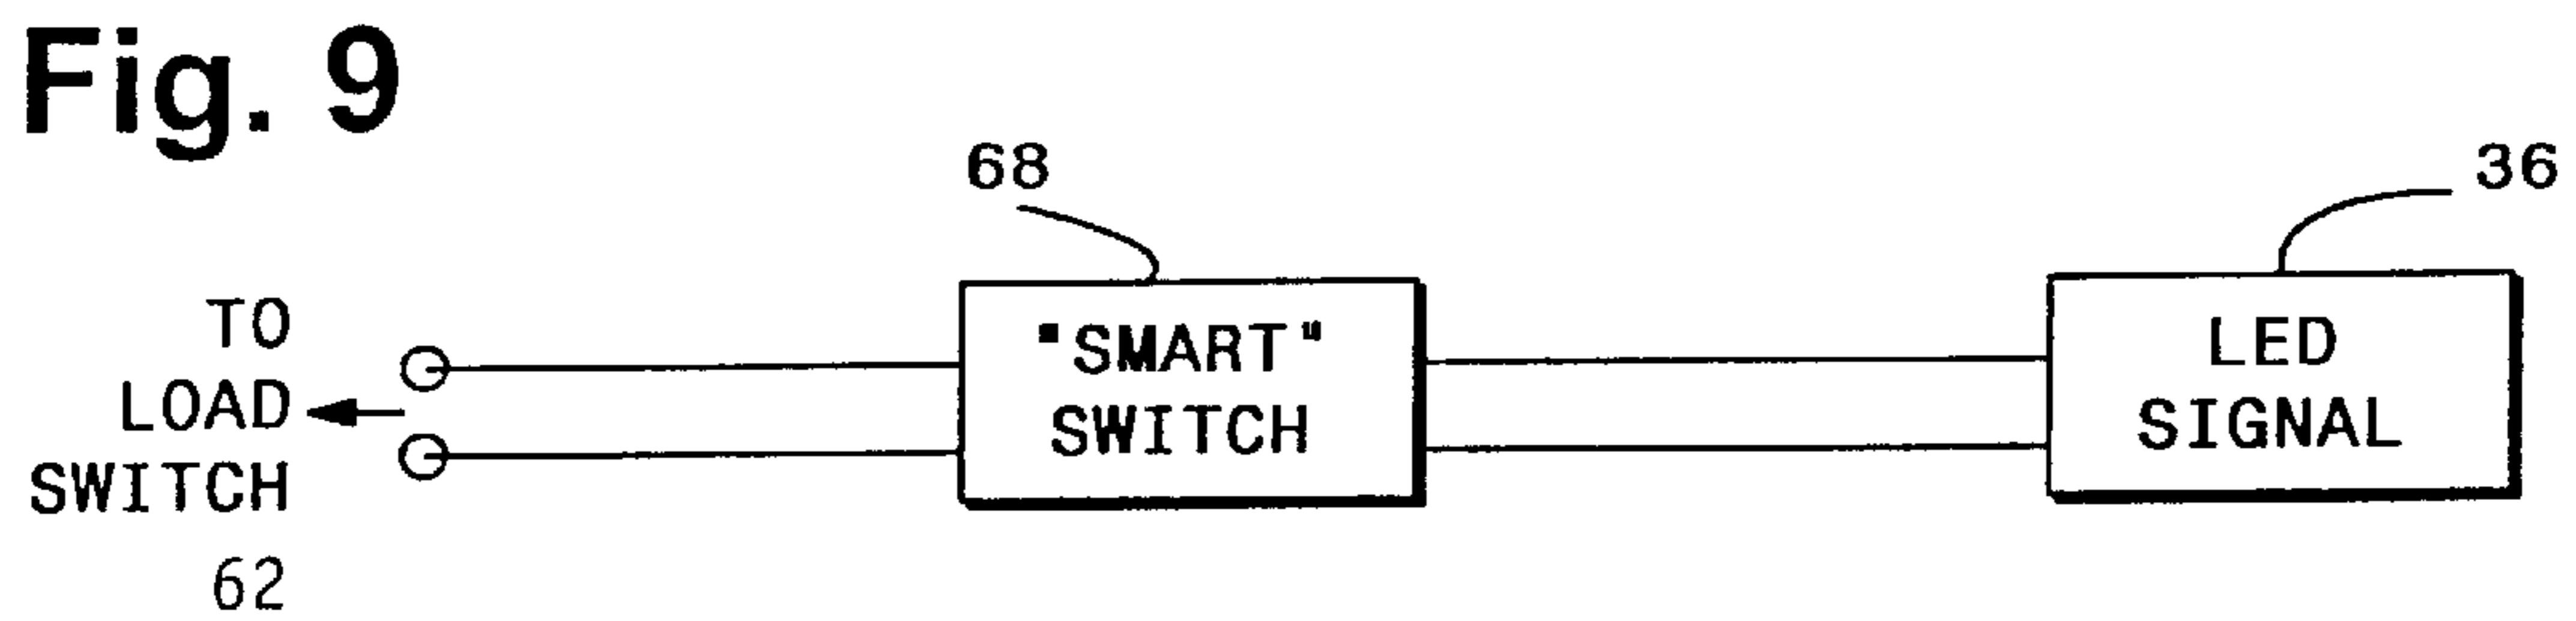 Fig. 9
68
36
TO
LOAD
SWITCH
62
"SMART"
SWITCH
LED
SIGNAL